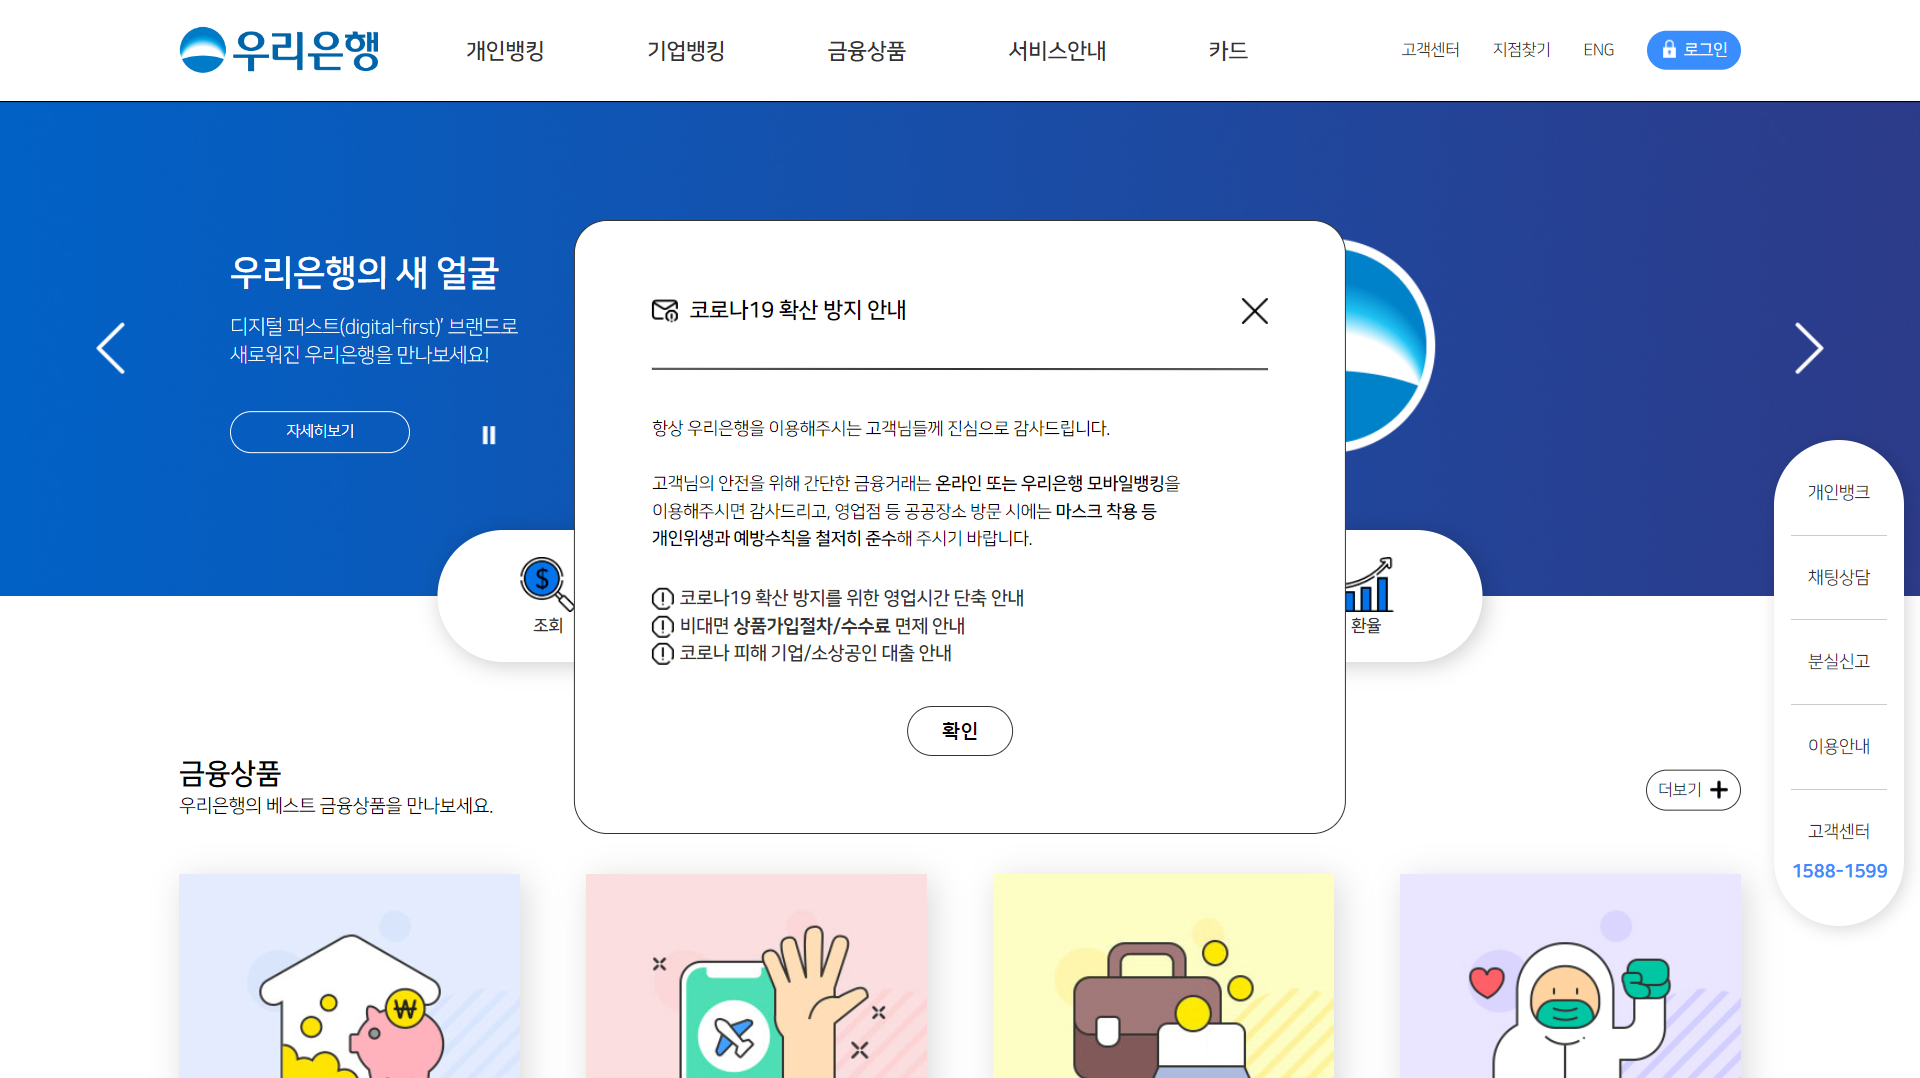 우리은행
개인뱅킹
기업뱅킹
금융상품
서비스안내
카드
고객센터
지점찾기
ENG
로그인
우리은행의 새 얼굴
디지털 퍼스트(digital-first)’ 브랜드로
새로워진 우리은행을 만나보세요!
자세히보기
코로나19 확산 방지 안내
항상 우리은행을 이용해주시는 고객님들께 진심으로 감사드립니다.
고객님의 안전을 위해 간단한 금융거래는 온라인 또는 우리은행 모바일뱅킹을
이용해주시면 감사드리고, 영업점 등 공공장소 방문 시에는 마스크 착용 등
개인위생과 예방수칙을 철저히 준수해 주시기 바랍니다.
코로나19 확산 방지를 위한 영업시간 단축 안내
비대면 상품가입절차/수수료 면제 안내
코로나 피해 기업/소상공인 대출 안내
확인
조회
환율
개인뱅크
채팅상담
분실신고
이용안내
고객센터
1588-1599
금융상품
우리은행의 베스트 금융상품을 만나보세요.
더보기